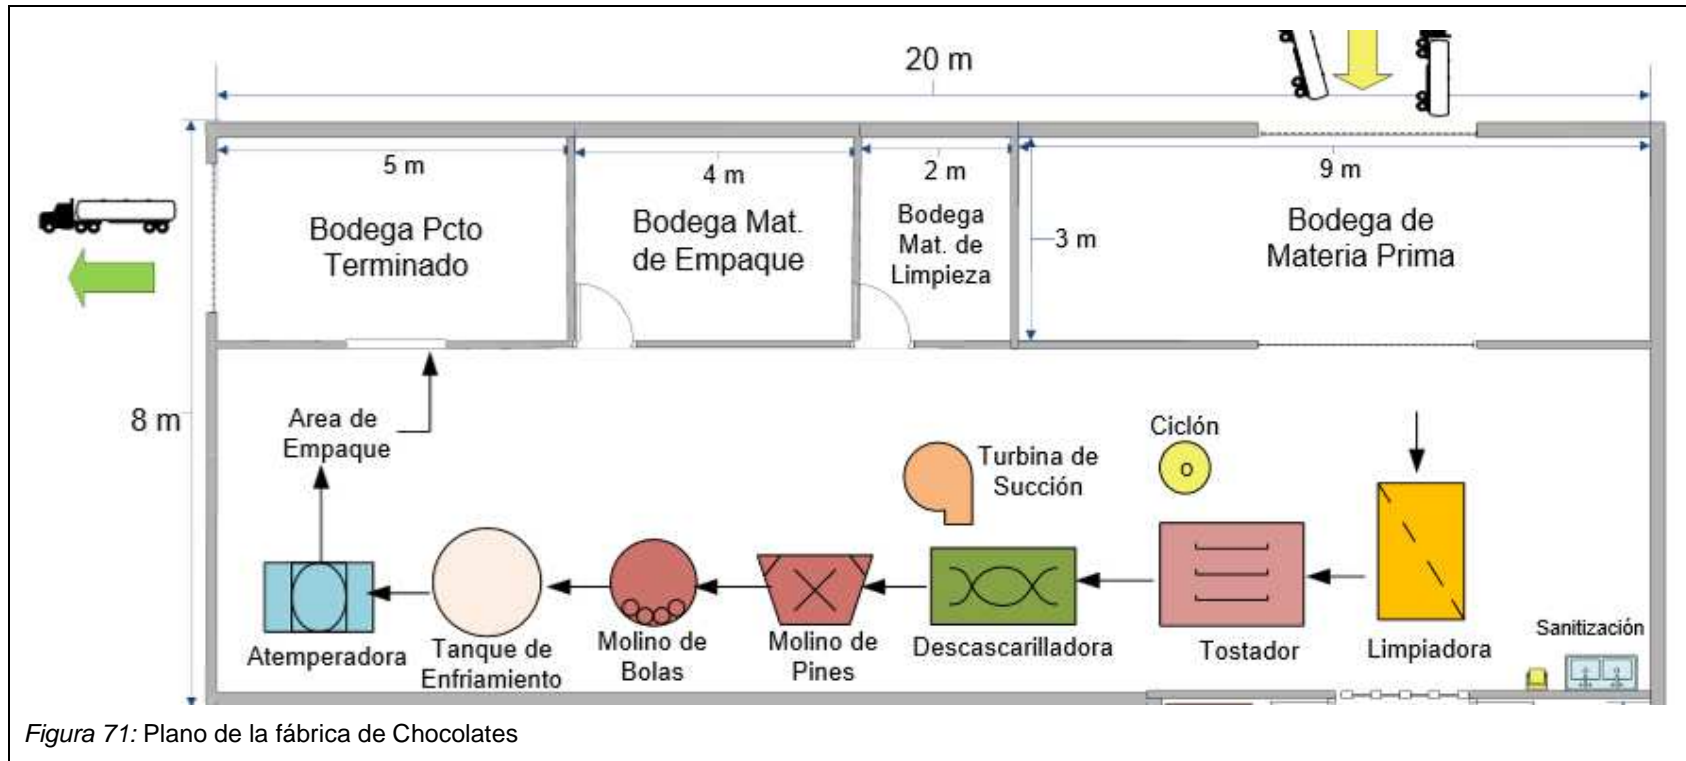 20 m
5 m
4 m
2 m
9 m
Bodega Pcto
Terminado
Bodega Mat.
de Empaque
Bodega
Mat. de
Limpieza
3 m
Bodega de
Materia Prima
8 m
Area de
Empaque
Turbina de
Succión
Ciclón
o
Atemperadora
Tanque de
Enfriamiento
Molino de
Bolas
Molino de
Pines
Descascarilladora
Tostador
Limpiadora
Sanitización
Figura 71: Plano de la fábrica de Chocolates